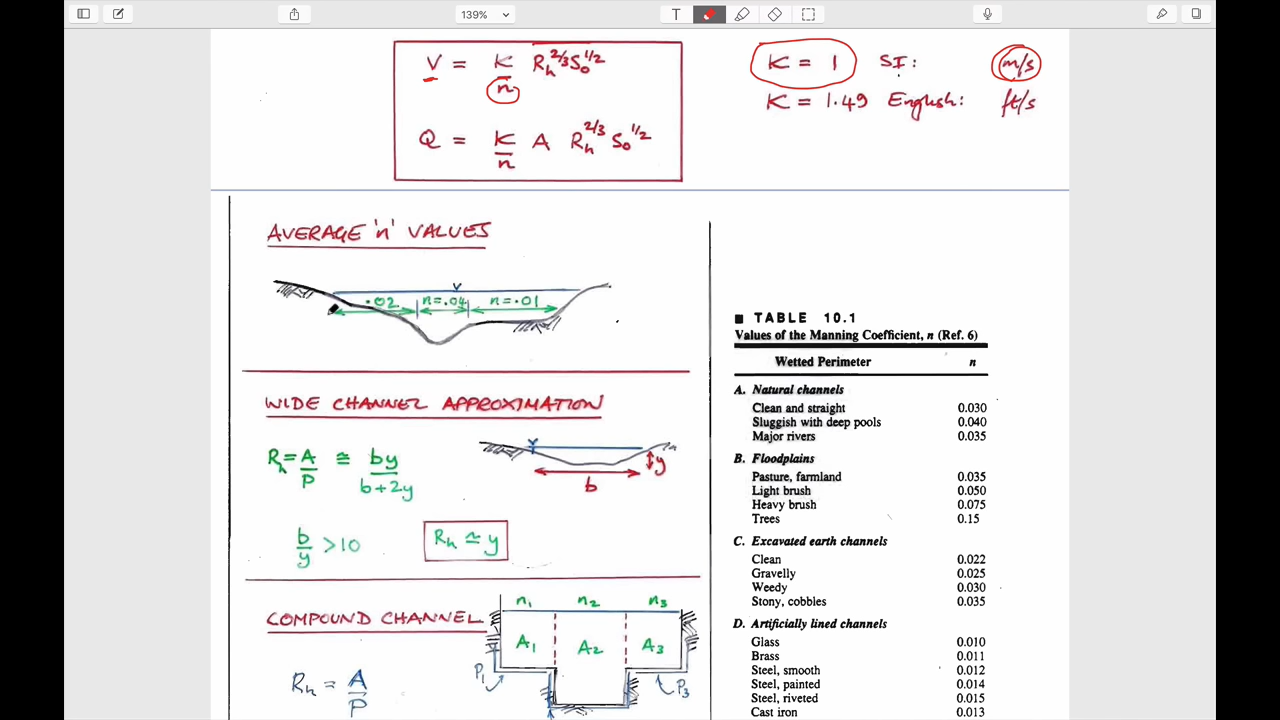 139%
T
V = K/n Rh^2/3 So^1/2
K = 1 SI: m/s
K = 1.49 English: ft/s
Q = K/n A Rh^2/3 So^1/2
AVERAGE 'n' VALUES
.02 n=.04 n=.01
WIDE CHANNEL APPROXIMATION
Rh = A/P ≅ by/b+2y
y
b
b/y >10
Rh ≃ y
COMPOUND CHANNEL
n1 n2 n3
A1 A2 A3
P1 P3
Rh = A/P
■ TABLE 10.1
Values of the Manning Coefficient, n (Ref. 6)
Wetted Perimeter n
A. Natural channels
Clean and straight 0.030
Sluggish with deep pools 0.040
Major rivers 0.035
B. Floodplains
Pasture, farmland 0.035
Light brush 0.050
Heavy brush 0.075
Trees 0.15
C. Excavated earth channels
Clean 0.022
Gravelly 0.025
Weedy 0.030
Stony, cobbles 0.035
D. Artificially lined channels
Glass 0.010
Brass 0.011
Steel, smooth 0.012
Steel, painted 0.014
Steel, riveted 0.015
Cast iron 0.013